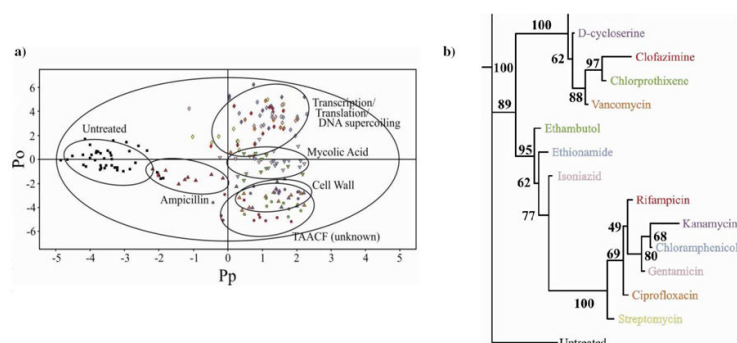 a)
Po
6
4
2
0
-2
-4
-6
Untreated
Transcription/
Translation/
DNA supercoiling
Mycolic Acid
Ampicillin
Cell Wall
TAACF (unknown)
-5 -4 -3 -2 -1 0 1 2 3 4 5
Pp
b)
100
D-cycloserine
62
97
Clofazimine
Chlorprothixene
100
88
Vancomycin
89
Ethambutol
95
Ethionamide
62
Isoniazid
77
Rifampicin
49
Kanamycin
68
Chloramphenicol
69
80
Gentamicin
Ciprofloxacin
100
Streptomycin
Untreated